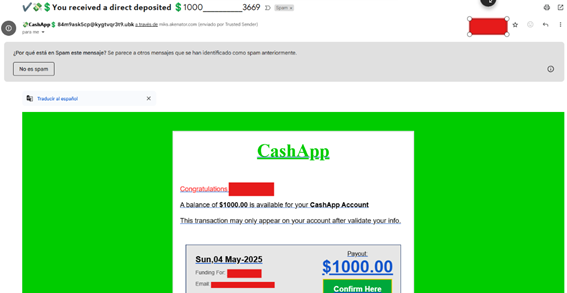 ✔💸💲You received a direct deposited 💲1000________3669 Spam ×
💸CashApp💲 84m9ask5cp@kygtvqr3t9.ubk a través de miles.akenator.com (enviado por Trusted Sender)
para me
¿Por qué está en Spam este mensaje? Se parece a otros mensajes que se han identificado como spam anteriormente.
No es spam
Traducir al español ×
CashApp
Congratulations
A balance of $1000.00 is available for your CashApp Account
This transaction may only appear on your account after validate your info.
Sun,04 May-2025
Payout:
Funding For:
$1000.00
Email:
Confirm Here